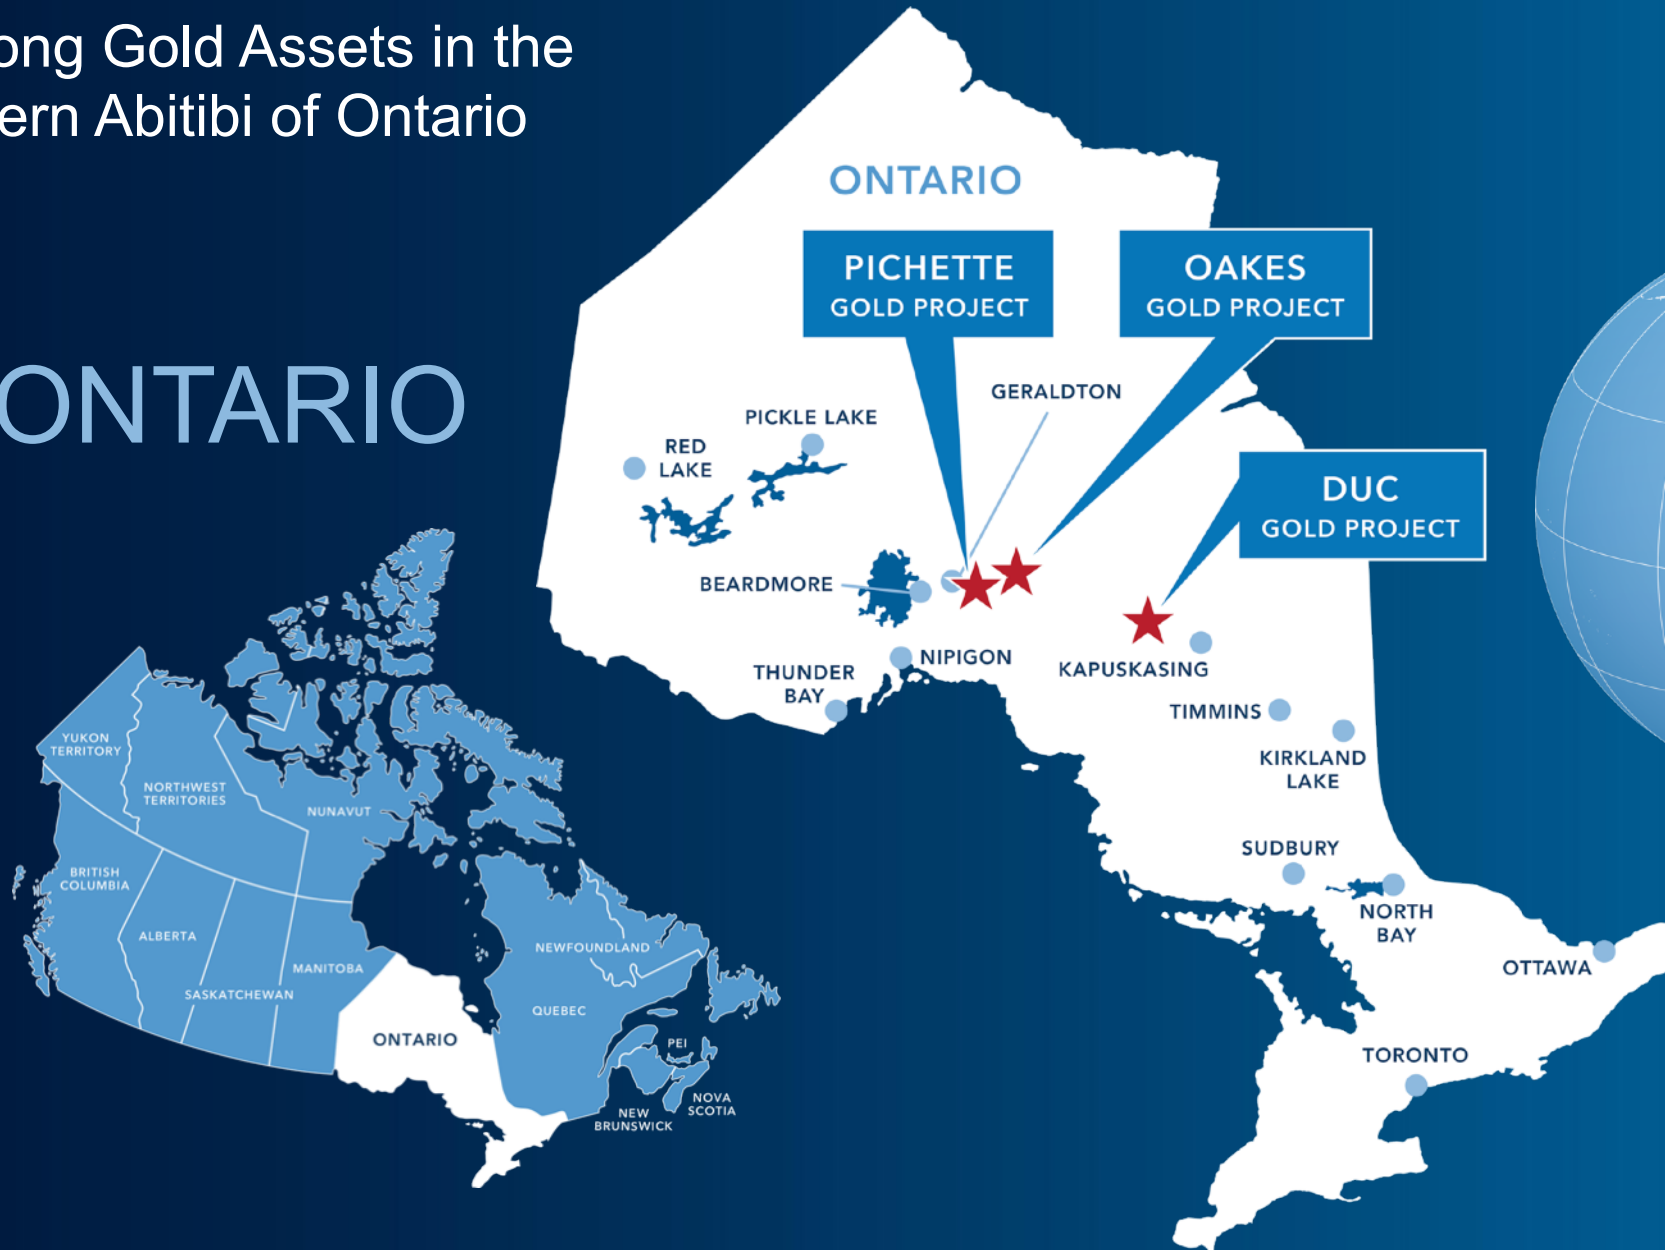 ong Gold Assets in the
ern Abitibi of Ontario
ONTARIO
ONTARIO
PICHETTE
GOLD PROJECT
OAKES
GOLD PROJECT
GERALDTON
PICKLE LAKE
RED
LAKE
DUC
GOLD PROJECT
BEARDMORE
NIPIGON
THUNDER
BAY
KAPUSKASING
TIMMINS
KIRKLAND
LAKE
SUDBURY
NORTH
BAY
OTTAWA
TORONTO
YUKON
TERRITORY
NORTHWEST
TERRITORIES
NUNAVUT
BRITISH
COLUMBIA
ALBERTA
SASKATCHEWAN
MANITOBA
ONTARIO
NEWFOUNDLAND
QUEBEC
PEI
NOVA
SCOTIA
NEW
BRUNSWICK